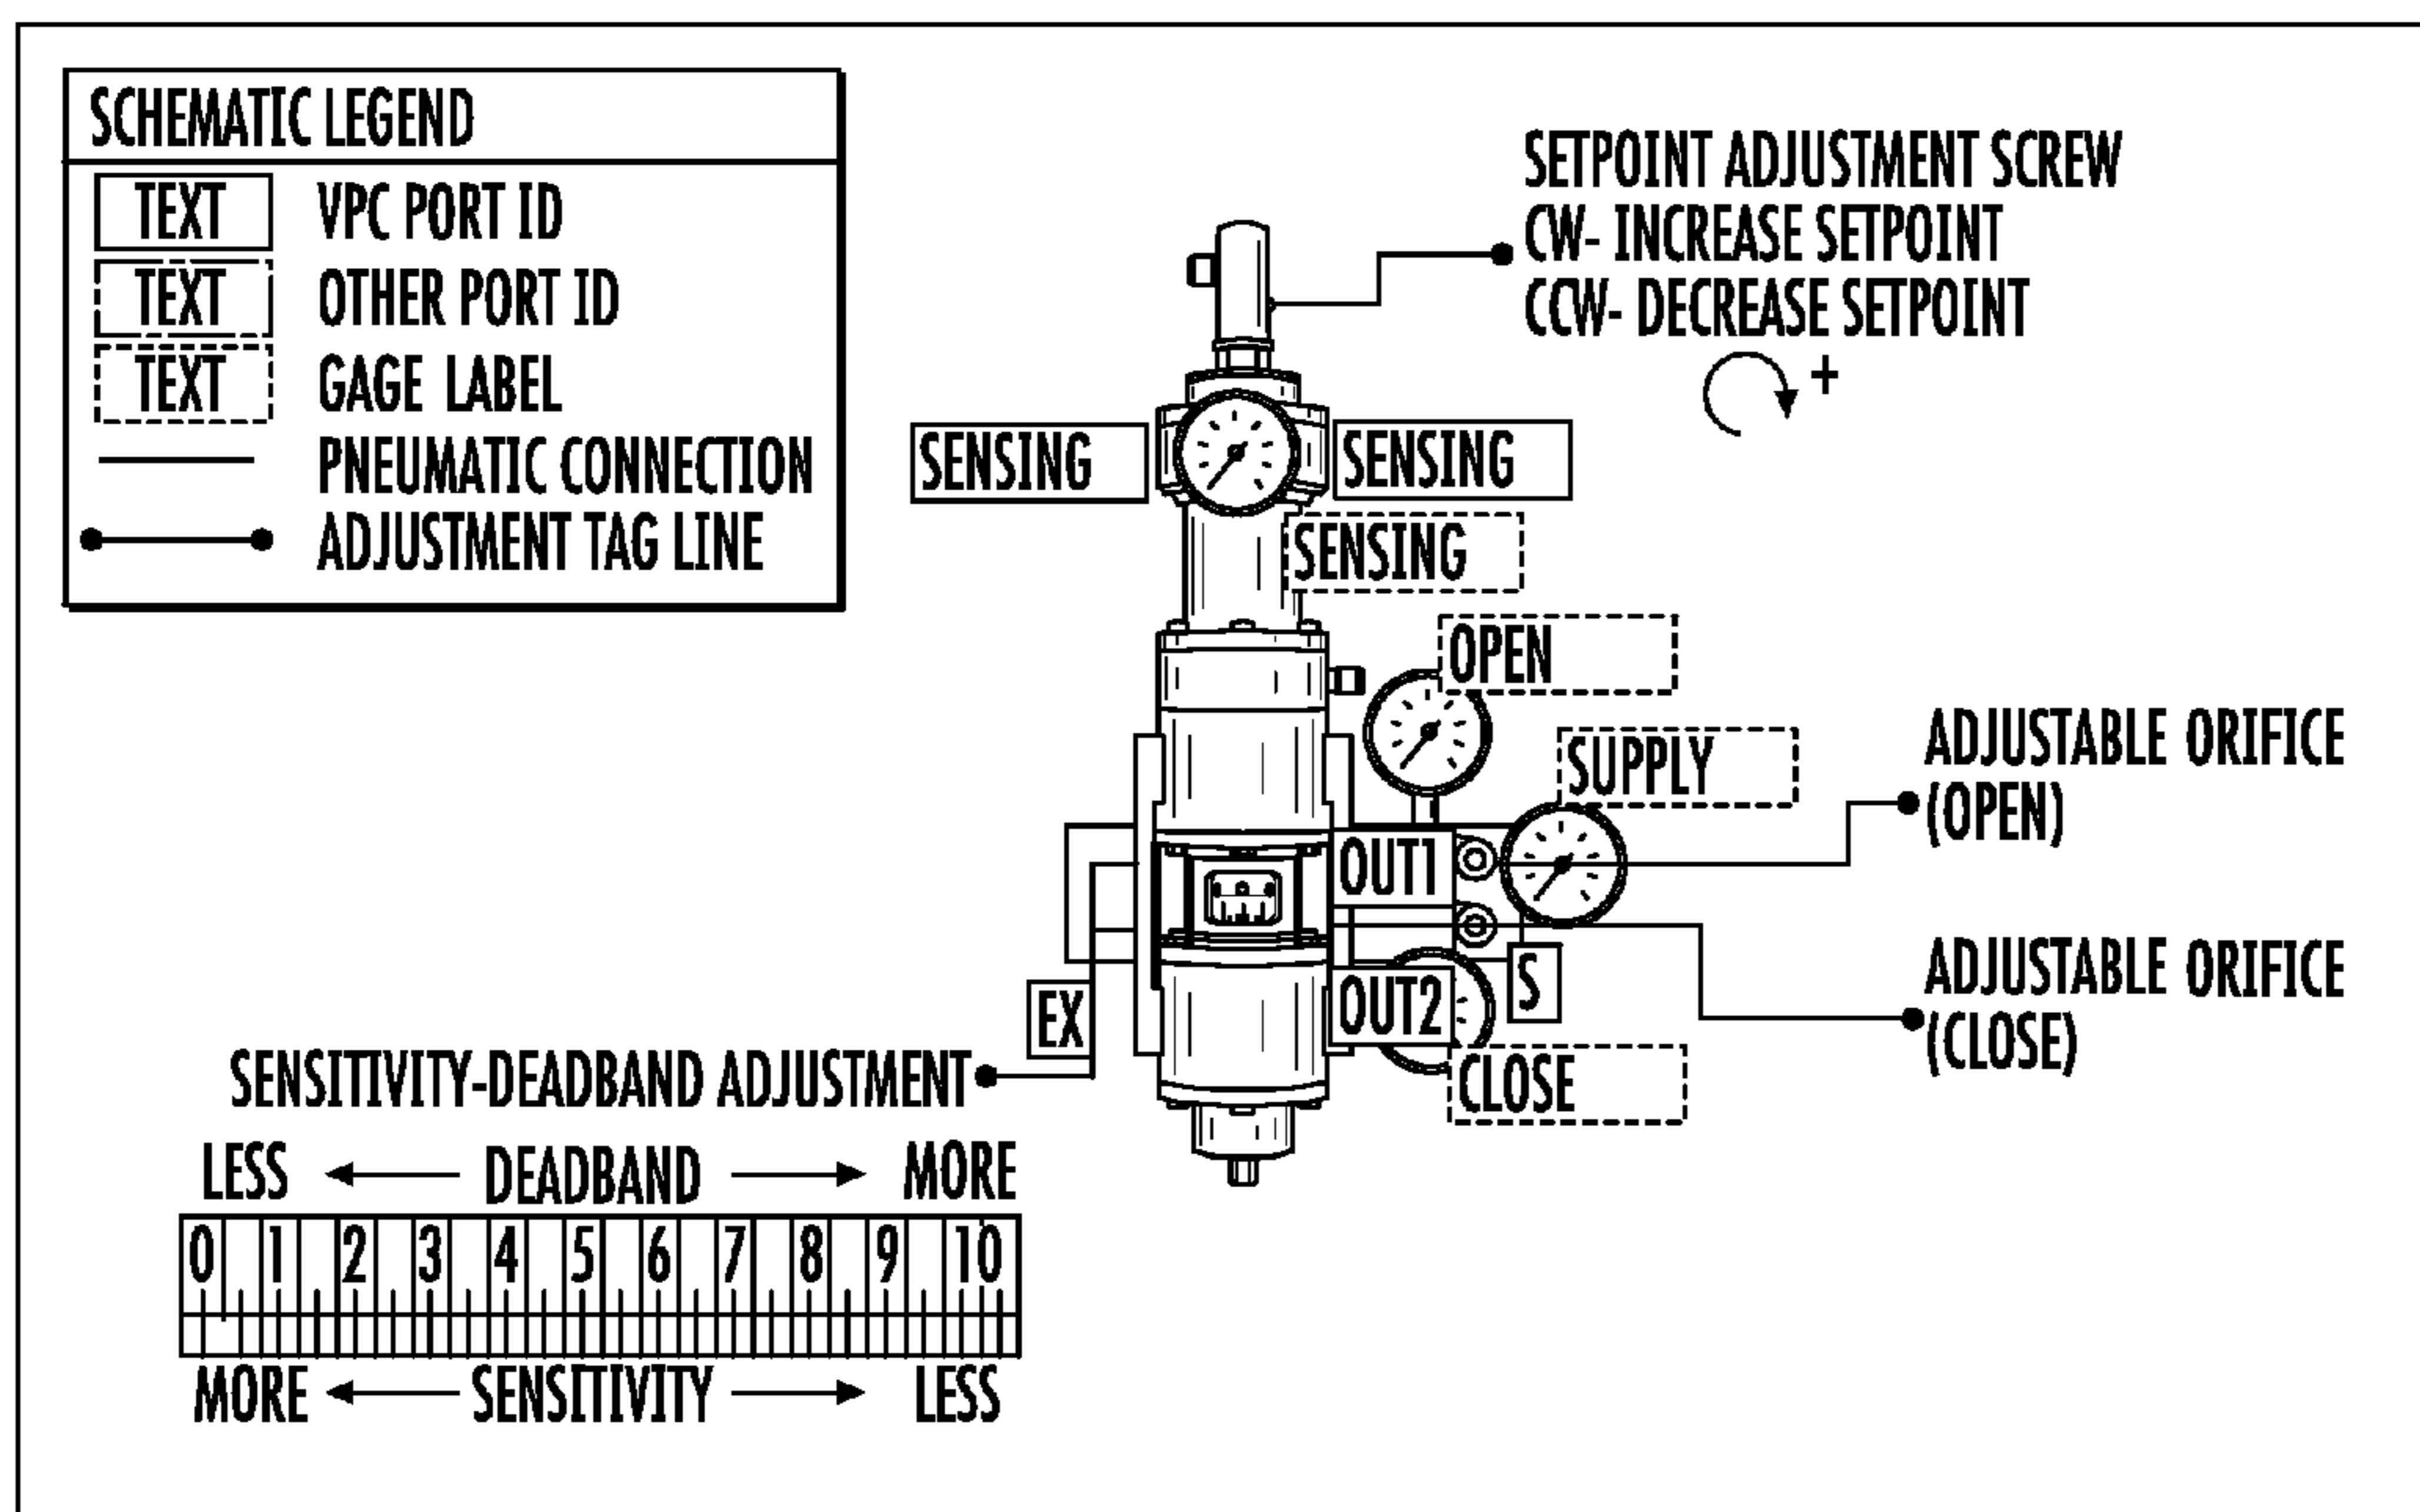 SCHEMATIC LEGEND
TEXT VPC PORT ID
TEXT OTHER PORT ID
TEXT GAGE LABEL
PNEUMATIC CONNECTION
ADJUSTMENT TAG LINE
SETPOINT ADJUSTMENT SCREW
CW- INCREASE SETPOINT
CCW- DECREASE SETPOINT
+
SENSING
SENSING
SENSING
OPEN
SUPPLY
ADJUSTABLE ORIFICE
(OPEN)
OUT1
ADJUSTABLE ORIFICE
(CLOSE)
S
OUT2
EX
CLOSE
SENSITIVITY-DEADBAND ADJUSTMENT
LESS DEADBAND MORE
0 1 2 3 4 5 6 7 8 9 10
MORE SENSITIVITY LESS